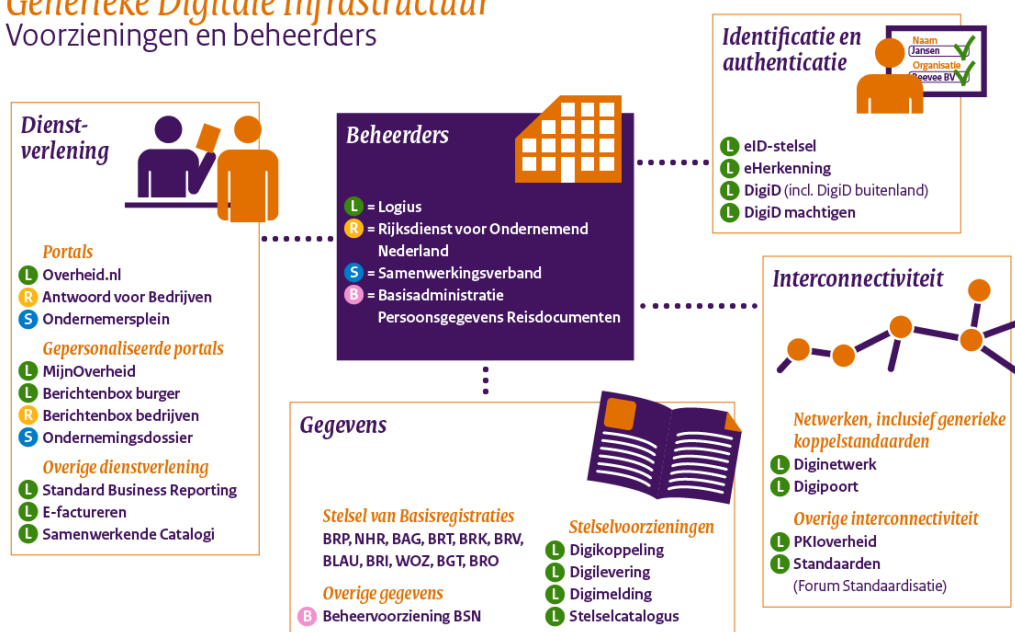 Generieke Digitale Infrastructuur
Voorzieningen en beheerders
Dienst-
verlening
Portals
L Overheid.nl
R Antwoord voor Bedrijven
S Ondernemersplein
Gepersonaliseerde portals
L MijnOverheid
L Berichtenbox burger
R Berichtenbox bedrijven
S Ondernemingsdossier
Overige dienstverlening
L Standard Business Reporting
L E-factureren
L Samenwerkende Catalogi
Beheerders
L = Logius
R = Rijksdienst voor Ondernemend
Nederland
S = Samenwerkingsverband
B = Basisadministratie
Persoonsgegevens Reisdocumenten
Identificatie en
authenticatie
Naam
Jansen
Organisatie
Beevee BV
L eID-stelsel
L eHerkenning
L DigiD (incl. DigiD buitenland)
L DigiD machtigen
Interconnectiviteit
Netwerken, inclusief generieke
koppelstandaarden
L Diginetwerk
L Digipoort
Overige interconnectiviteit
L PKIoverheid
L Standaarden
(Forum Standaardisatie)
Gegevens
Stelsel van Basisregistraties
BRP, NHR, BAG, BRT, BRK, BRV,
BLAU, BRI, WOZ, BGT, BRO
Overige gegevens
B Beheervoorziening BSN
Stelselvoorzieningen
L Digikoppeling
L Digilevering
L Digimelding
L Stelselcatalogus